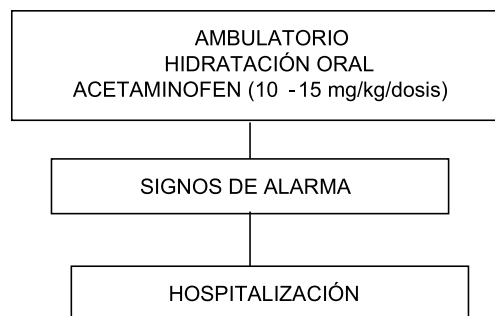 AMBULATORIO
HIDRATACIÓN ORAL
ACETAMINOFEN (10 -15 mg/kg/dosis)
SIGNOS DE ALARMA
HOSPITALIZACIÓN